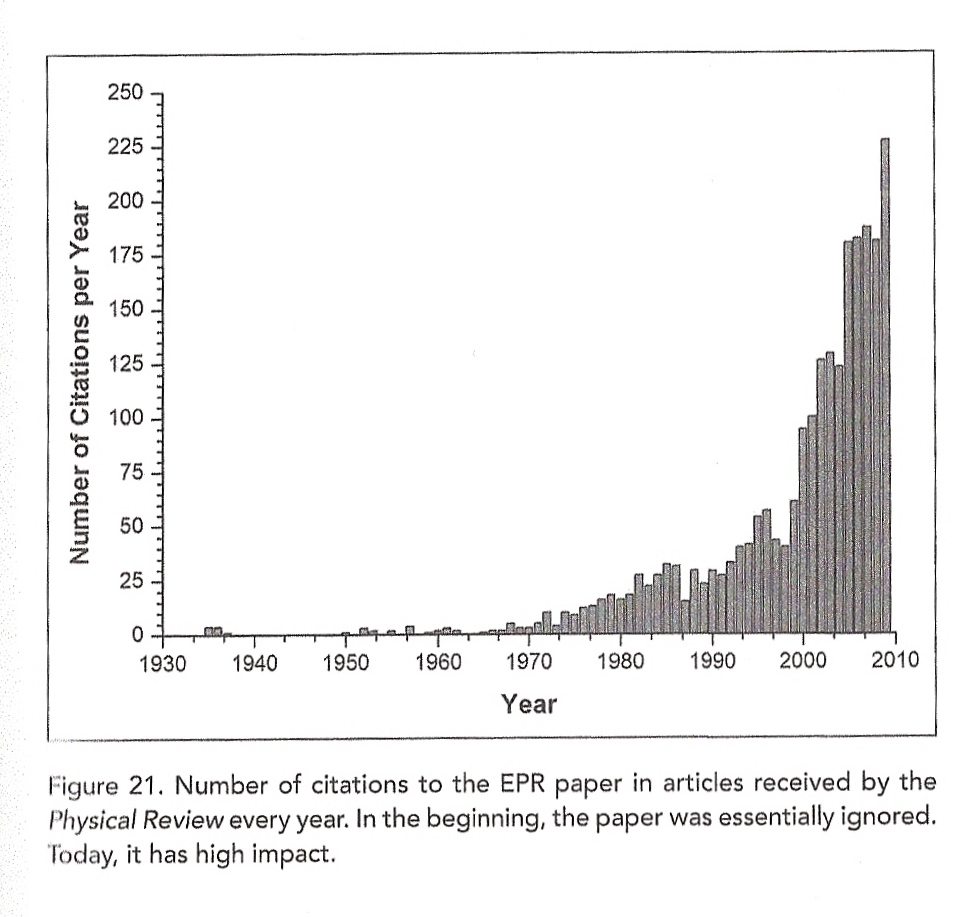 250
225
200
175
150
125
100
75
50
25
0
Number of Citations per Year
1930 1940 1950 1960 1970 1980 1990 2000 2010
Year
Figure 21. Number of citations to the EPR paper in articles received by the
Physical Review every year. In the beginning, the paper was essentially ignored.
Today, it has high impact.